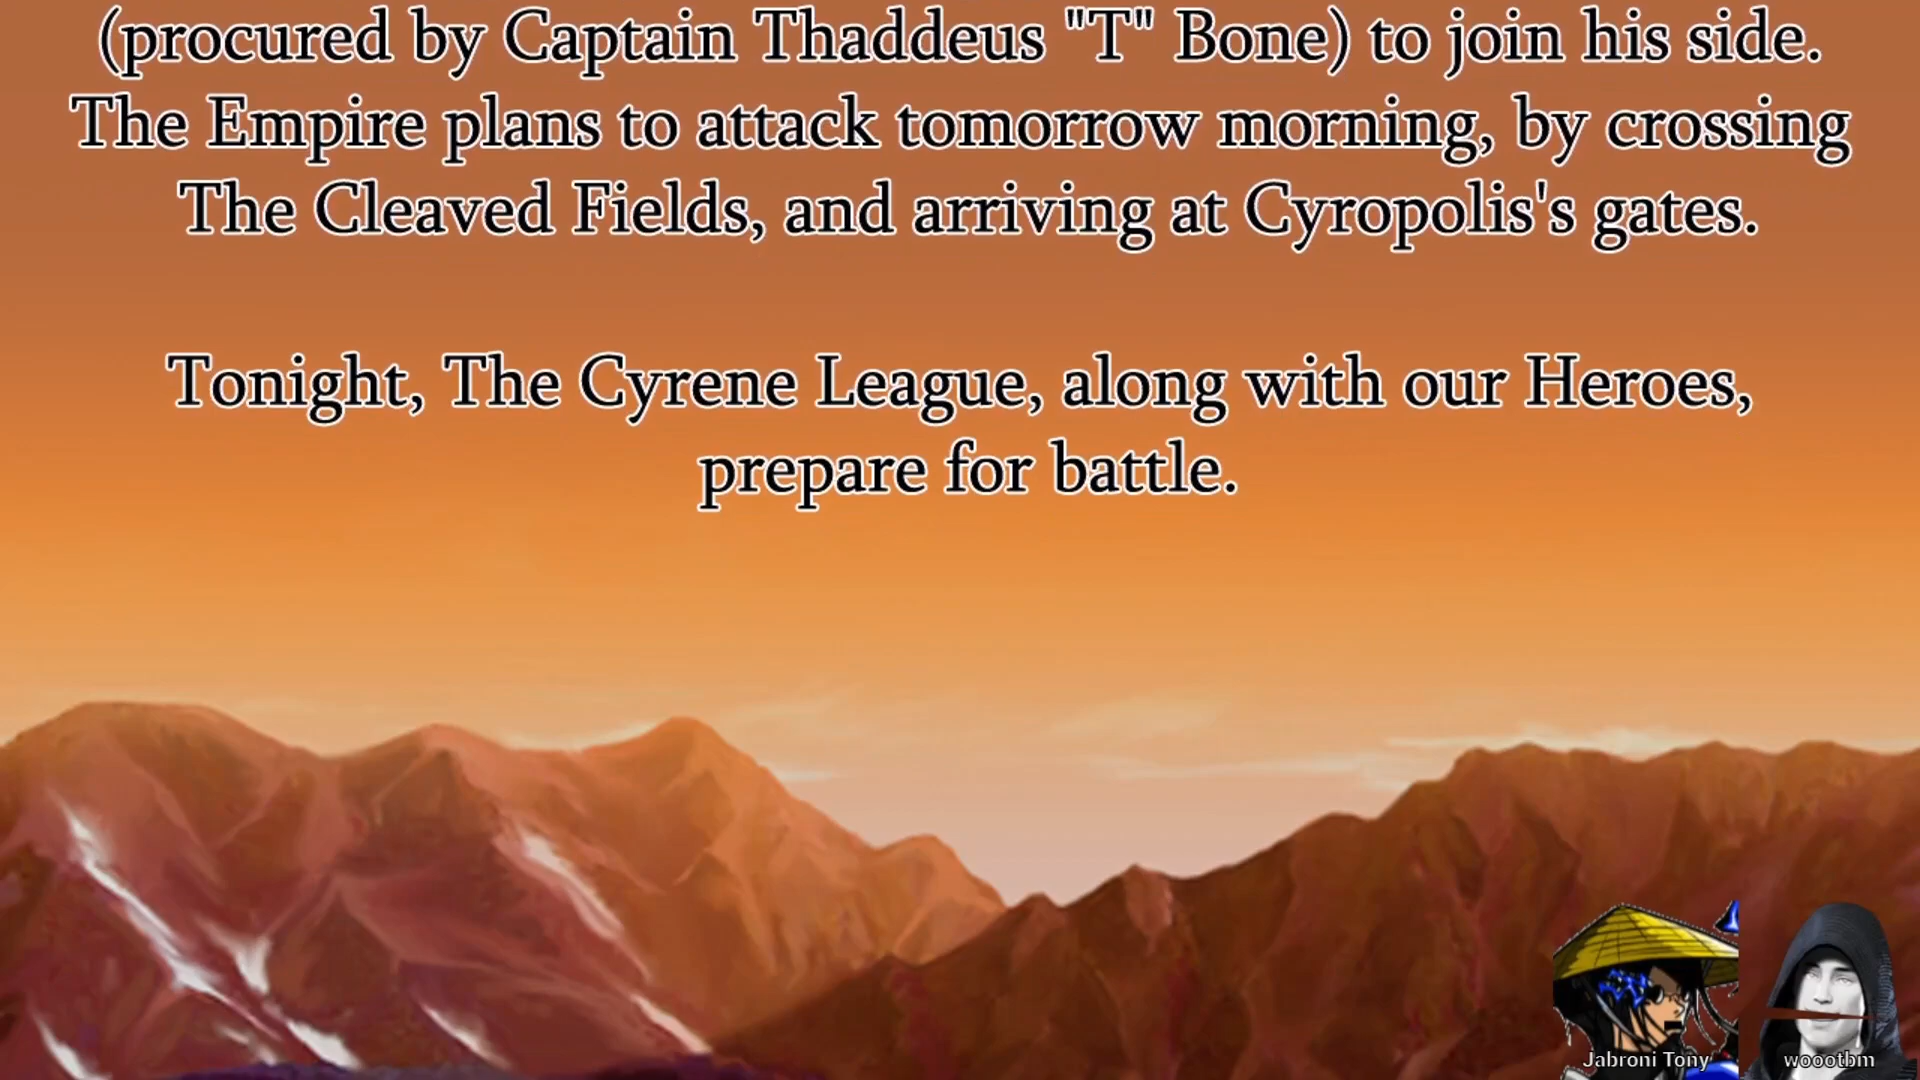 (procured by Captain Thaddeus "T" Bone) to join his side.
The Empire plans to attack tomorrow morning, by crossing
The Cleaved Fields, and arriving at Cyropolis's gates.
Tonight, The Cyrene League, along with our Heroes,
prepare for battle.
Jabroni Tony
woootbm